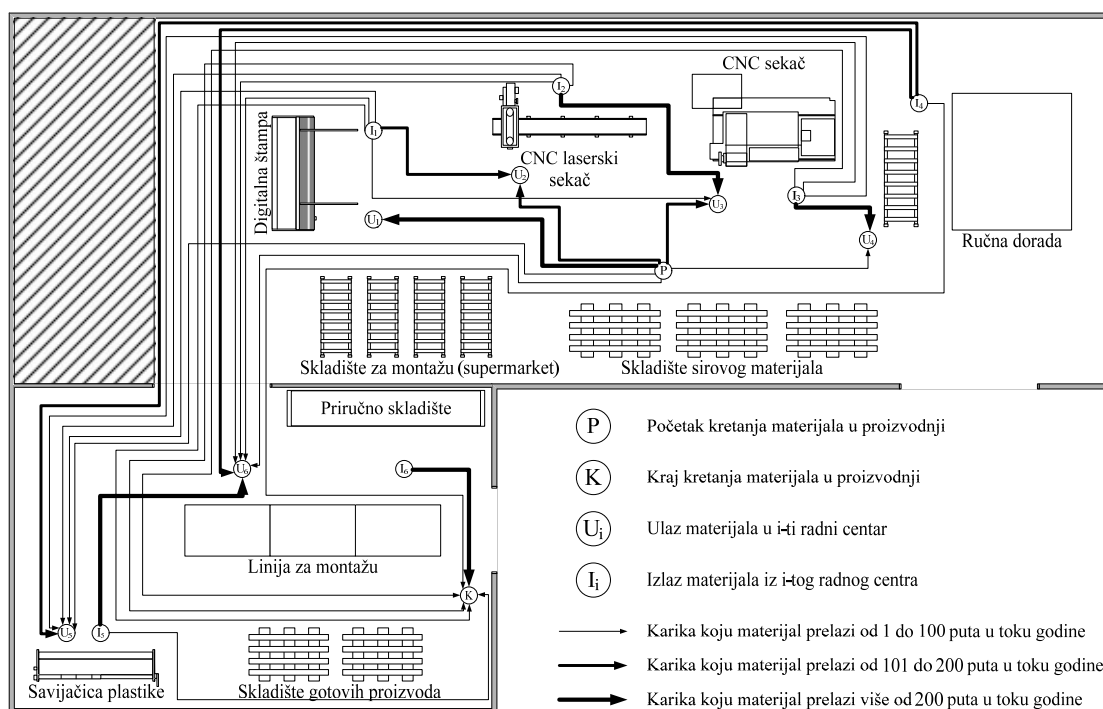 CNC sekač
I2
I4
Digitalna štampa
I1
CNC laserski
sekač
U2
I3
U3
U1
U4
Ručna dorada
P
Skladište za montažu (supermarket)
Skladište sirovog materijala
Priručno skladište
P Početak kretanja materijala u proizvodnji
U6
I6
K Kraj kretanja materijala u proizvodnji
Ui Ulaz materijala u i-ti radni centar
Linija za montažu
Ii Izlaz materijala iz i-tog radnog centra
K
U5
I5
Karika koju materijal prelazi od 1 do 100 puta u toku godine
Karika koju materijal prelazi od 101 do 200 puta u toku godine
Savijačica plastike
Skladište gotovih proizvoda
Karika koju materijal prelazi više od 200 puta u toku godine